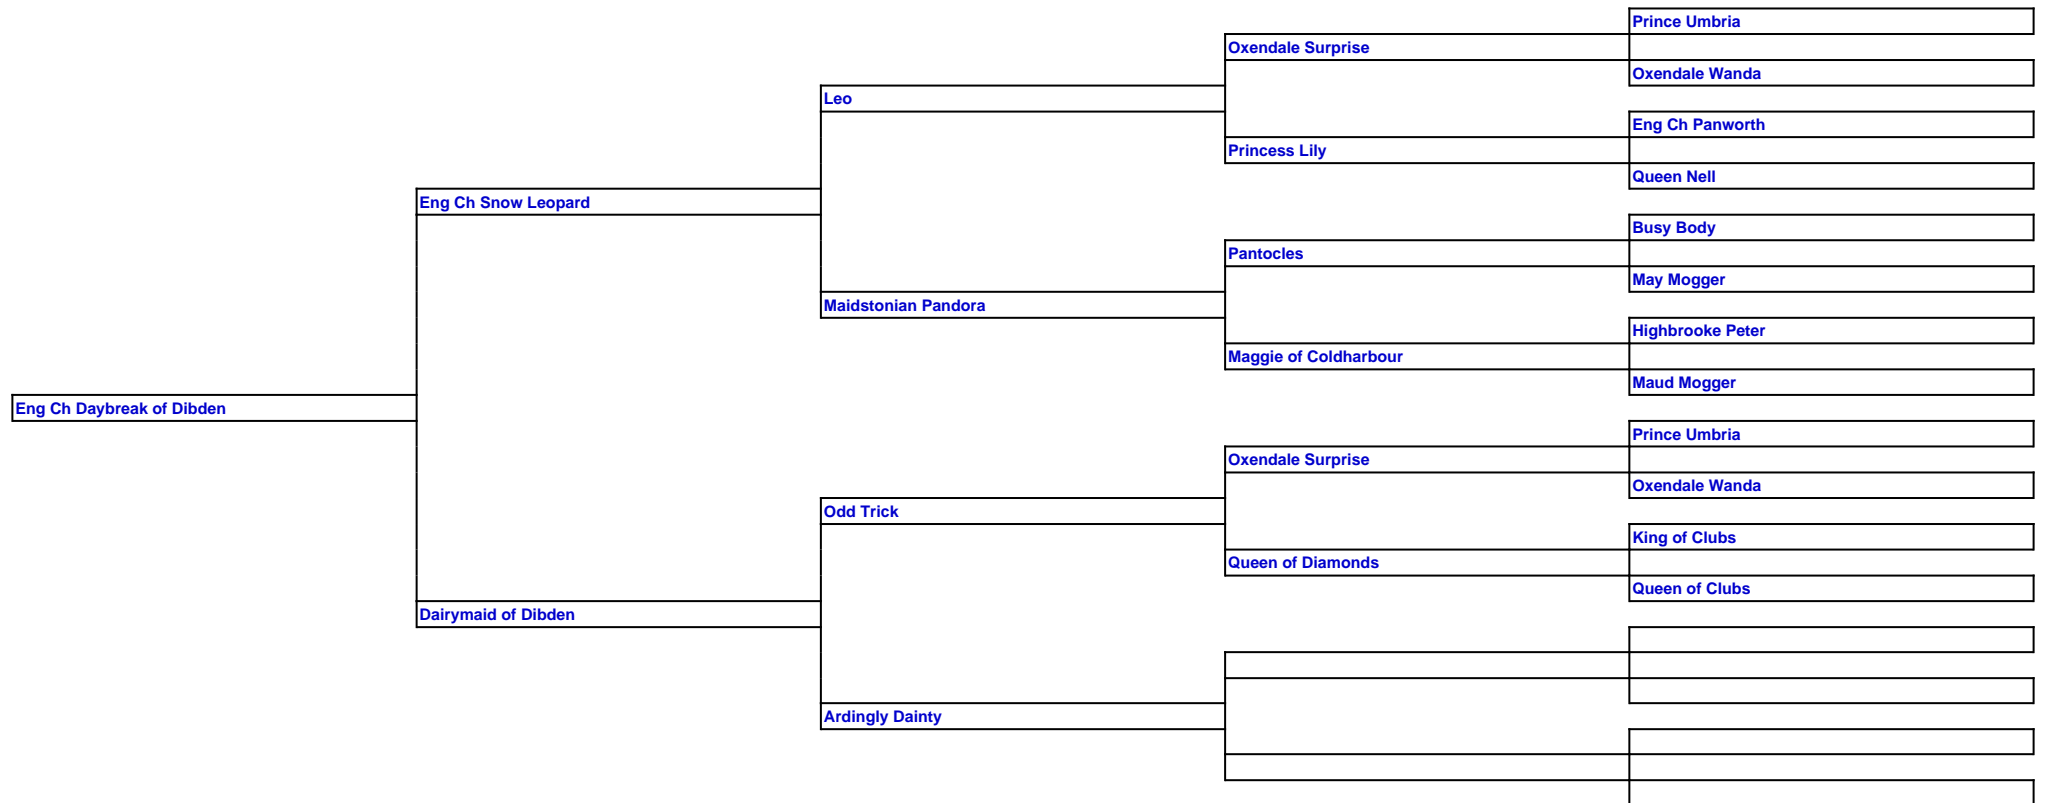 Prince Umbria
Oxendale Surprise
Oxendale Wanda
Leo
Eng Ch Panworth
Princess Lily
Queen Nell
Eng Ch Snow Leopard
Busy Body
Pantocles
May Mogger
Maidstonian Pandora
Highbrooke Peter
Maggie of Coldharbour
Maud Mogger
Eng Ch Daybreak of Dibden
Prince Umbria
Oxendale Surprise
Oxendale Wanda
Odd Trick
King of Clubs
Queen of Diamonds
Queen of Clubs
Dairymaid of Dibden
Ardingly Dainty